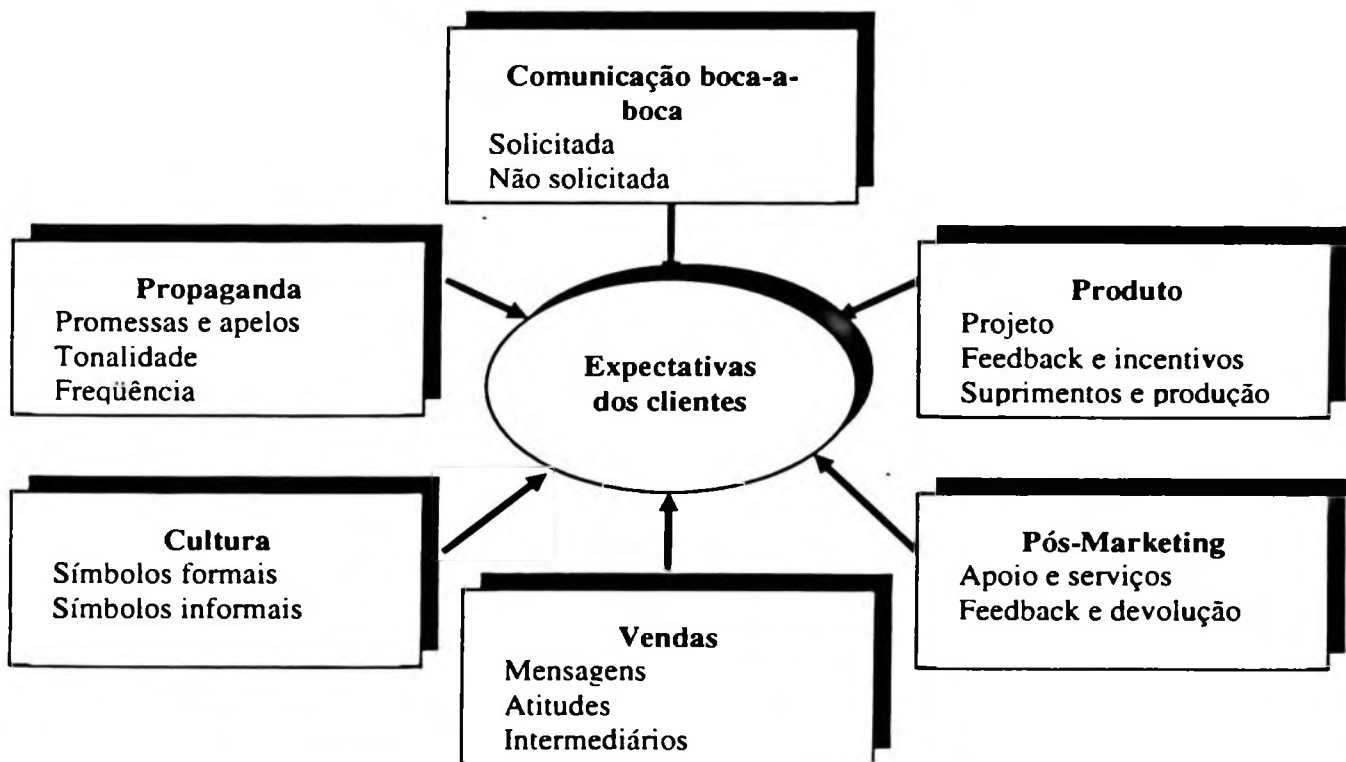 Comunicação boca-a-
boca
Solicitada
Não solicitada
Propaganda
Promessas e apelos
Tonalidade
Freqüência
Expectativas
dos clientes
Produto
Projeto
Feedback e incentivos
Suprimentos e produção
Cultura
Símbolos formais
Símbolos informais
Vendas
Mensagens
Atitudes
Intermediários
Pós-Marketing
Apoio e serviços
Feedback e devolução